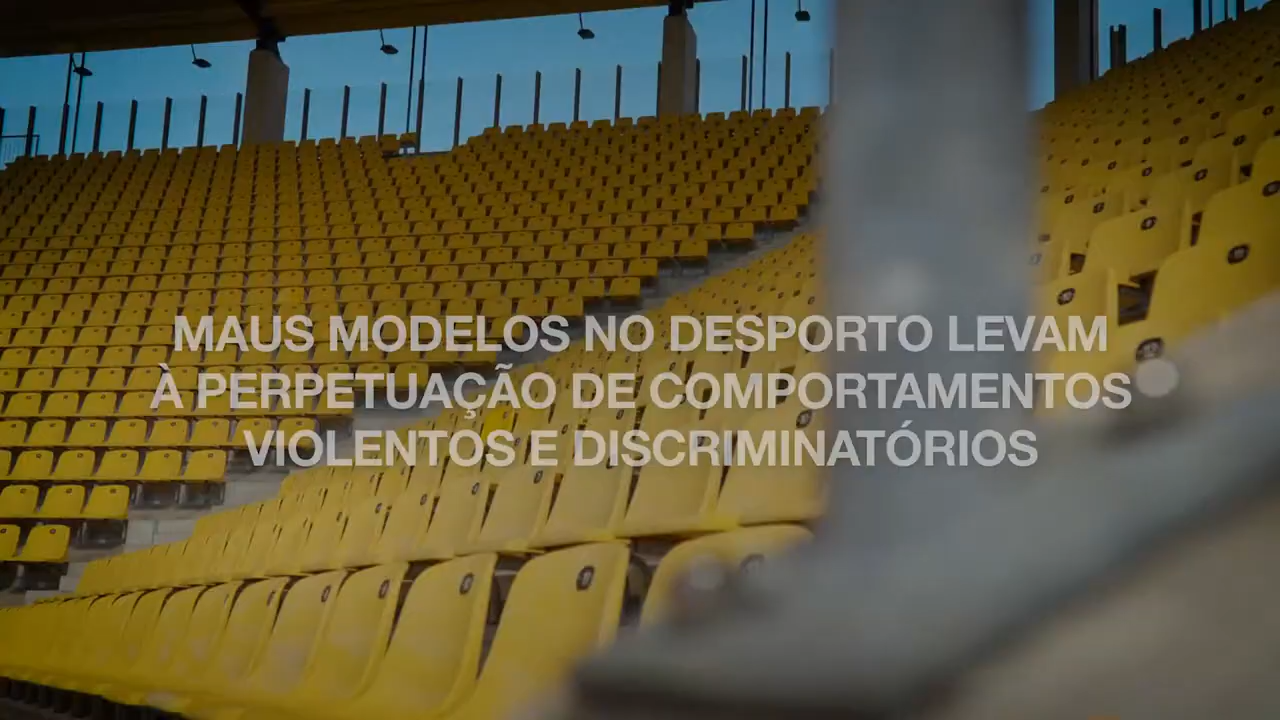 MAUS MODELOS NO DESPORTO LEVAM
À PERPETUAÇÃO DE COMPORTAMENTOS
VIOLENTOS E DISCRIMINATÓRIOS